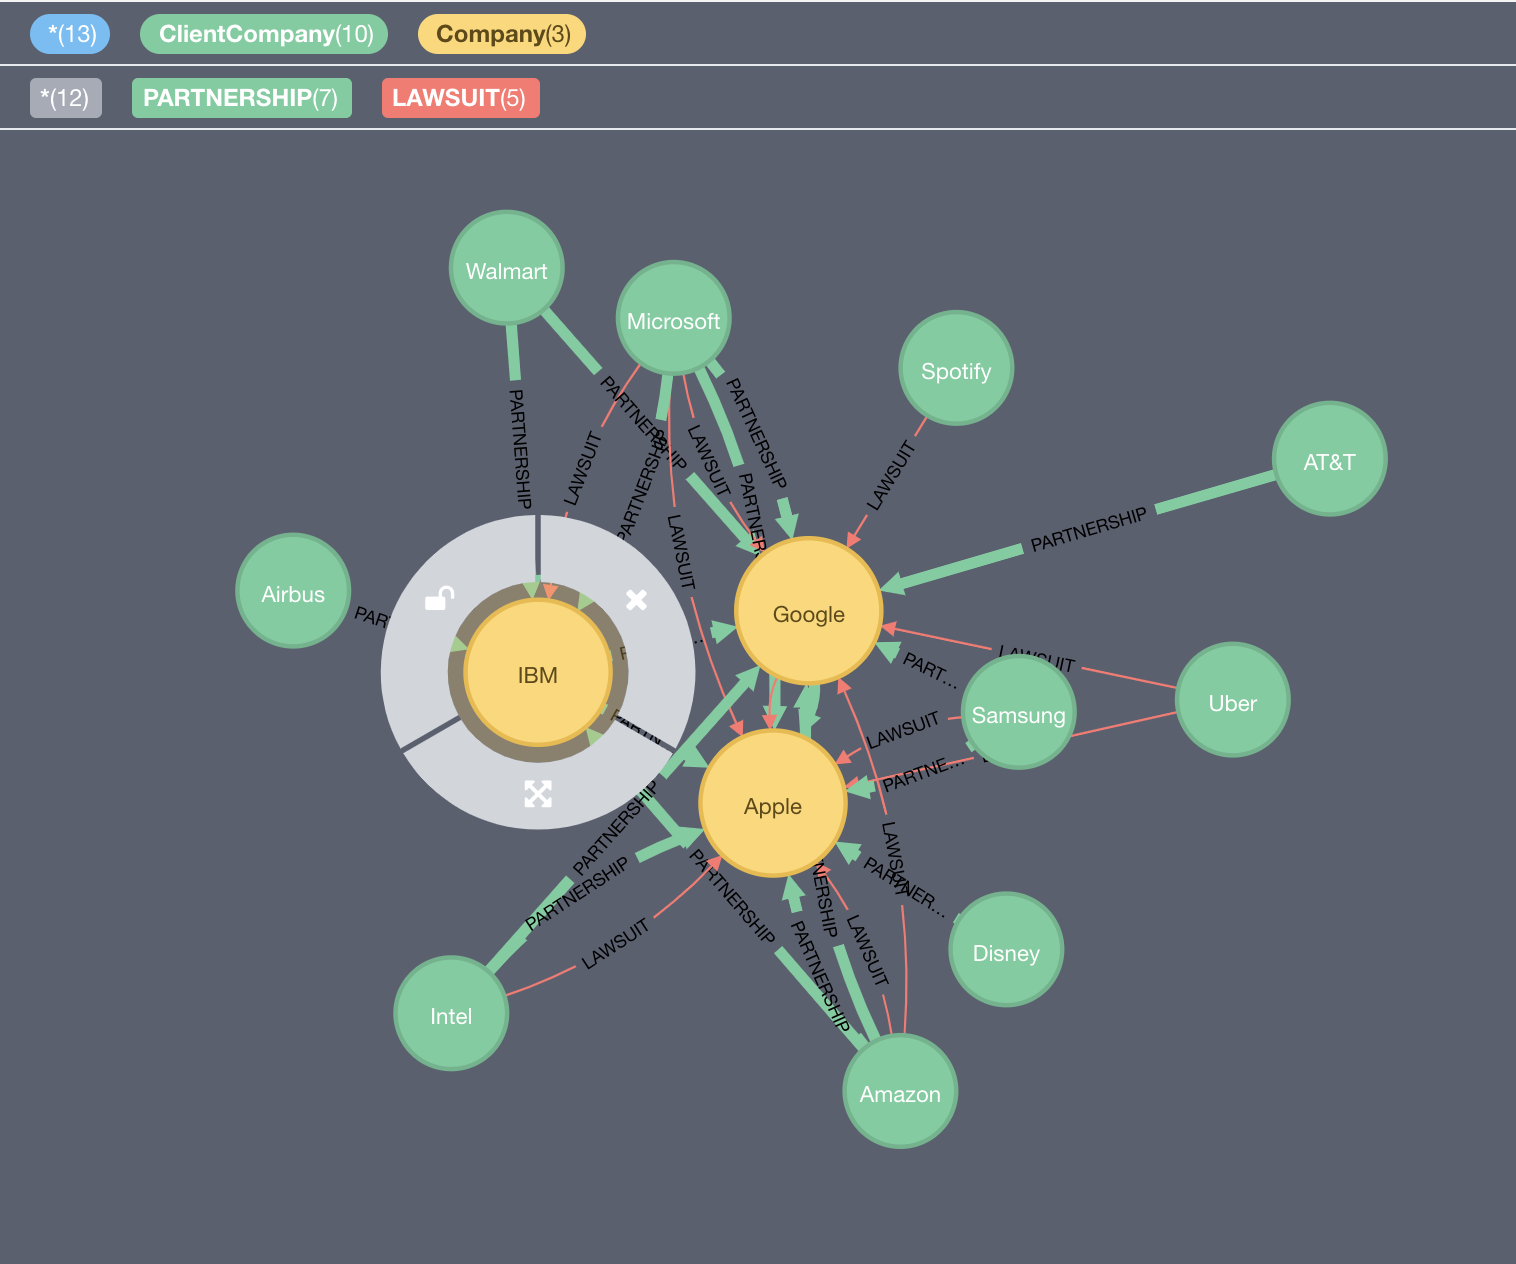 *(13) ClientCompany(10) Company(3)
*(12) PARTNERSHIP(7) LAWSUIT(5)
Walmart
Microsoft
Spotify
PARTNERSHIP
PARTNERSHIP
PARTNERSHIP
LAWSUIT
LAWSUIT
PARTNERSHIP
PARTNER
LAWSUIT
AT&T
PARTNERSHIP
LAWSUIT
PARTNERSHIP
Airbus
PAR
Google
LAWSUIT
IBM
PARTN
PART...
Samsung
Uber
LAWSUIT
PARTNE...
Apple
PARTNERSHIP
PARTNERSHIP
PARTNERSHIP
LAWSUIT
PARTNER...
NERSHIP
LAWSUIT
PARTNERSHIP
LAWSUIT
Disney
Intel
Amazon